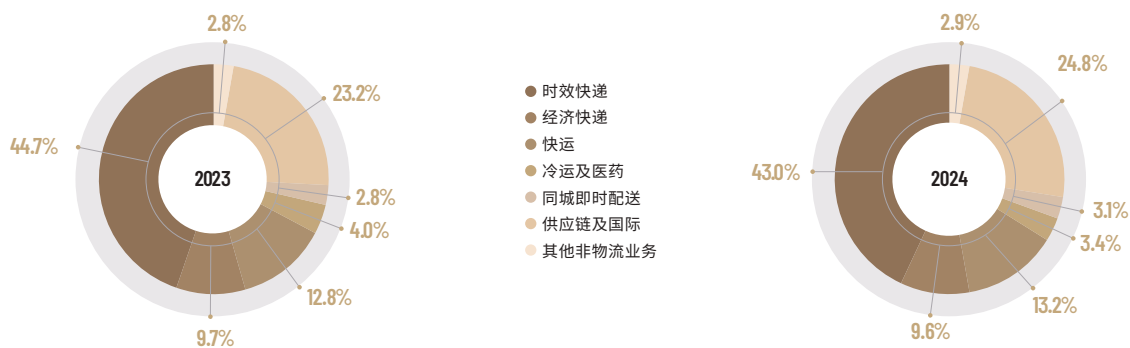 2.8%
23.2%
44.7%
2023
2.8%
4.0%
12.8%
9.7%
时效快递
经济快递
快运
冷运及医药
同城即时配送
供应链及国际
其他非物流业务
2.9%
24.8%
43.0%
2024
3.1%
3.4%
13.2%
9.6%